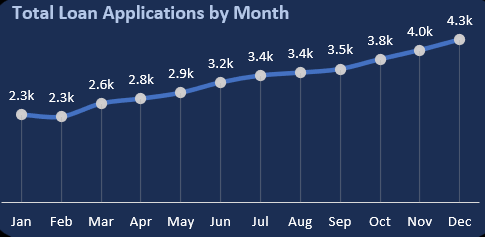 Total Loan Applications by Month
2.3k 2.3k 2.6k 2.8k 2.9k 3.2k 3.4k 3.4k 3.5k 3.8k 4.0k 4.3k
Jan Feb Mar Apr May Jun Jul Aug Sep Oct Nov Dec